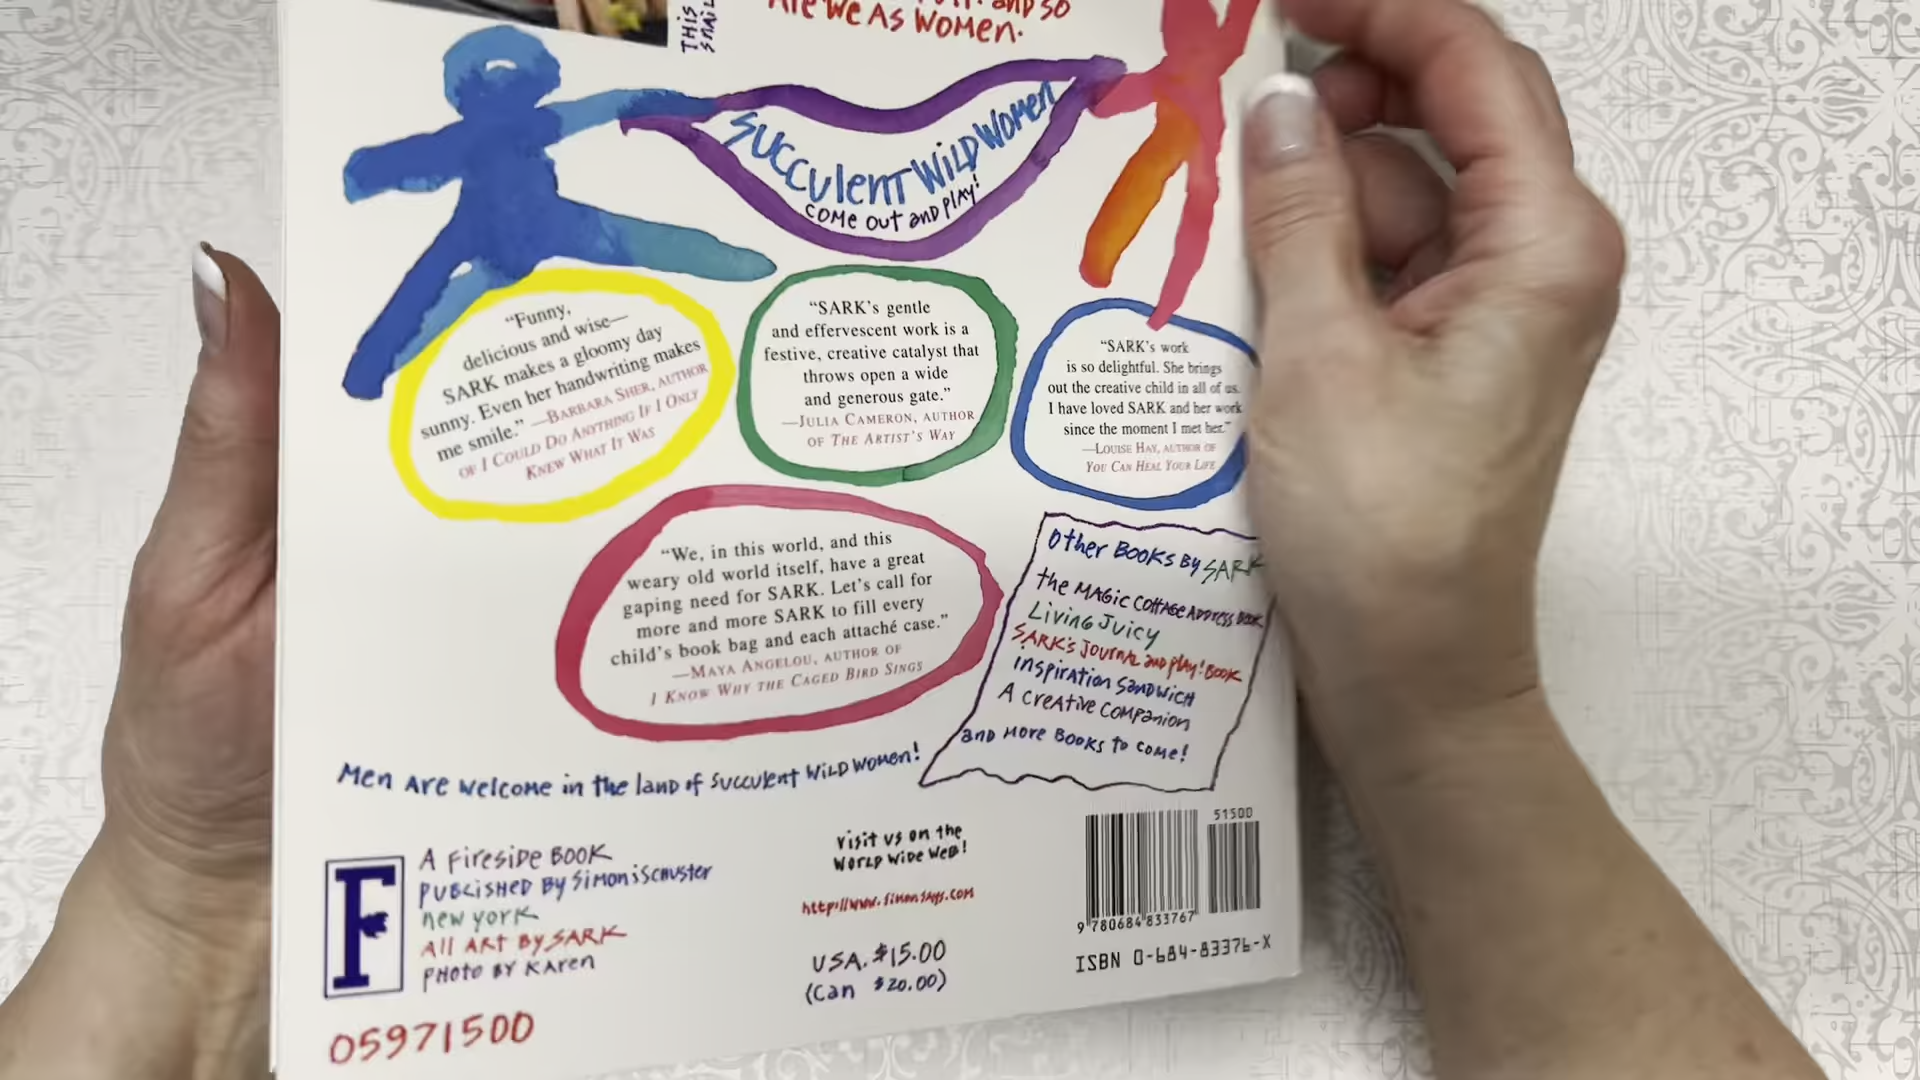 THIS
SNAIL
AND SO
ARE WE AS WOMEN.
SUCCULENT WILD WOMEN
COME OUT AND PLAY!
“Funny,
delicious and wise—
SARK makes a gloomy day
sunny. Even her handwriting makes
me smile.” —BARBARA SHER, AUTHOR
OF I COULD DO ANYTHING IF I ONLY
KNEW WHAT IT WAS
“SARK’s gentle
and effervescent work is a
festive, creative catalyst that
throws open a wide
and generous gate.”
—JULIA CAMERON, AUTHOR
OF THE ARTIST’S WAY
“SARK’s work
is so delightful. She brings
out the creative child in all of us.
I have loved SARK and her work
since the moment I met her.”
—LOUISE HAY, AUTHOR OF
YOU CAN HEAL YOUR LIFE
“We, in this world, and this
weary old world itself, have a great
gaping need for SARK. Let’s call for
more and more SARK to fill every
child’s book bag and each attaché case.”
—MAYA ANGELOU, AUTHOR OF
I KNOW WHY THE CAGED BIRD SINGS
Other BOOKS BY SARK
the MAGic COTTAGE ADDRESS BOOK
Living Juicy
SARK's Journal and play! BOOK
inspiration SANDWICH
A Creative COMPANION
and MORE BOOKS to COME!
MEN ARE WELCOME in the LAND of SUCCULENT WILD WOMEN!
A FIRESIDE BOOK
PUBLISHED BY SIMON & SCHUSTER
new york
ALL ART BY SARK
PHOTO BY KAREN
05971500
Visit us on the
WORLD WIDE WEB!
http://www.simonsays.com
USA. $15.00
(Can $20.00)
51500
9 780684 833767
ISBN 0-684-83376-X
F